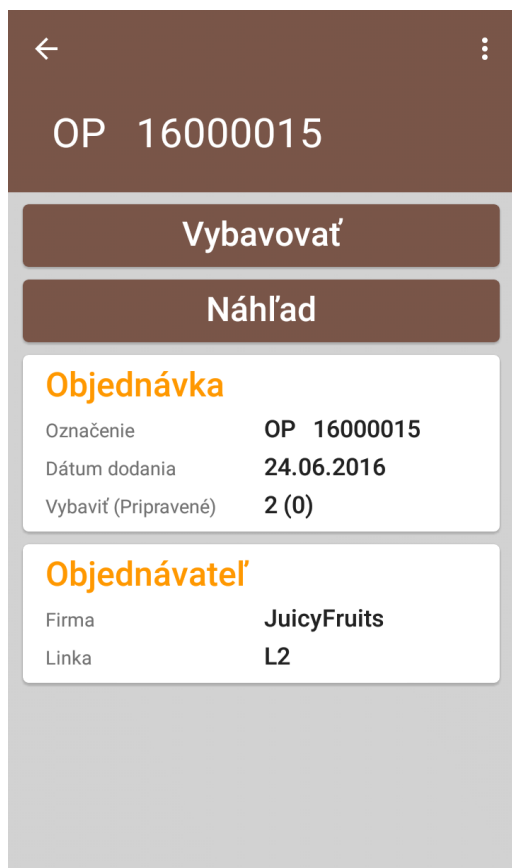 OP 16000015
Vybavovať
Náhľad
Objednávka
Označenie OP 16000015
Dátum dodania 24.06.2016
Vybaviť (Pripravené) 2 (0)
Objednávateľ
Firma JuicyFruits
Linka L2